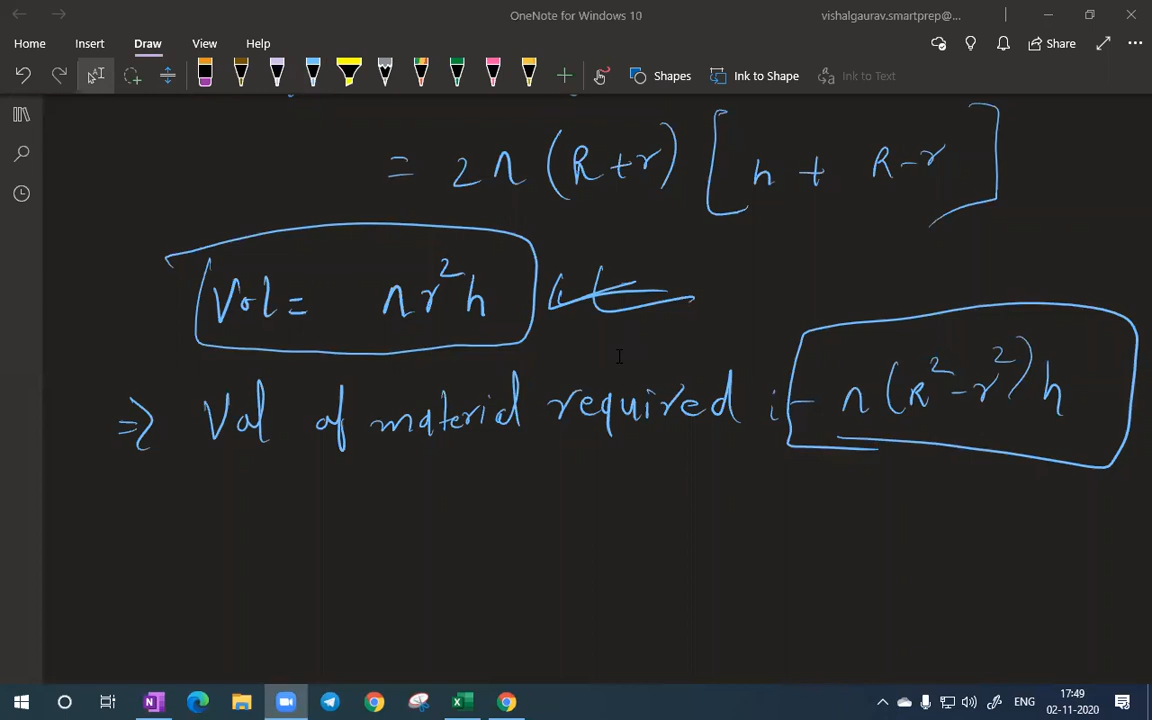 OneNote for Windows 10
vishalgaurav.smartprep@...
Home Insert Draw View Help
Share
Shapes Ink to Shape Ink to Text
= 2π (R+r) [h + R-r]
Vol = πr²h
⇒ Vol of material required :- π(R²-r²)h
ENG
17:49
02-11-2020